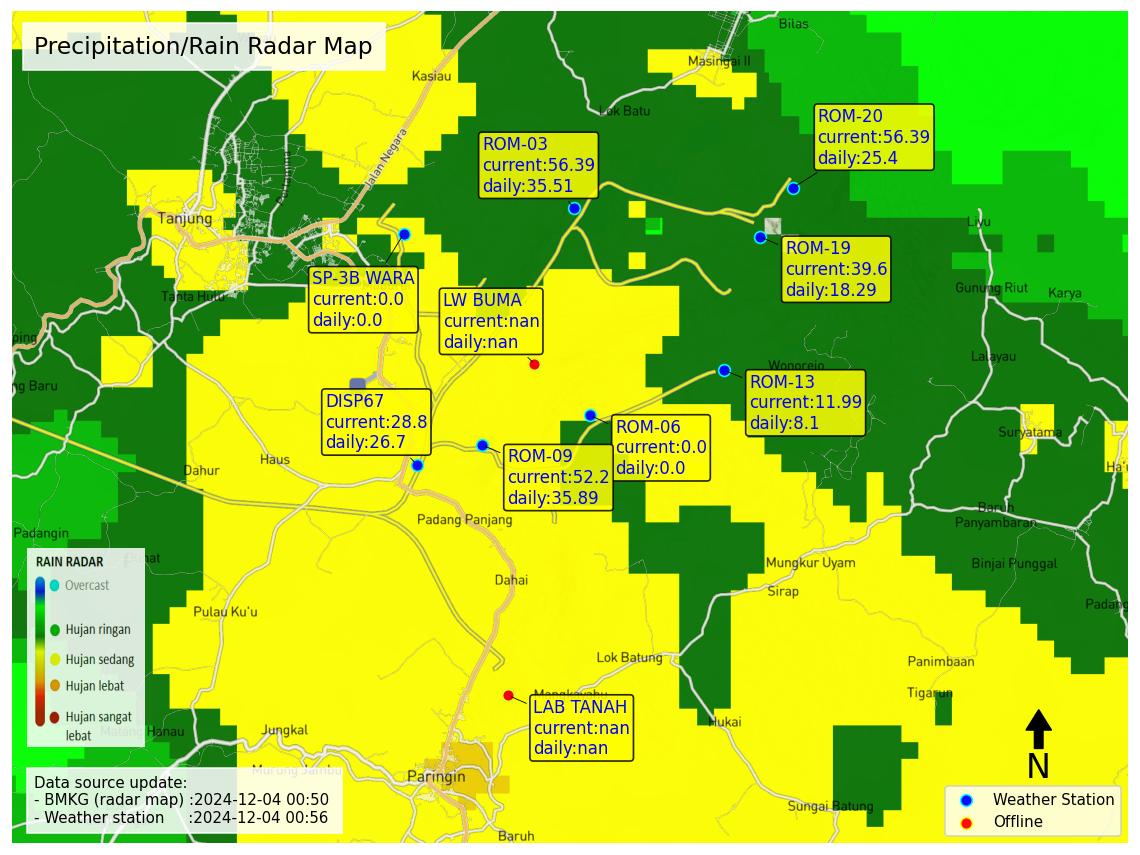 Precipitation/Rain Radar Map
Bilas
Masingai II
Kasiau
Lok Batu
Jalan Negara
ROM-20
current:56.39
daily:25.4
ROM-03
current:56.39
daily:35.51
Tanjung
Liyu
ROM-19
current:39.6
daily:18.29
SP-3B WARA
current:0.0
daily:0.0
LW BUMA
current:nan
daily:nan
Tanta Hulu
Gunung Riut
Karya
ping
Lalayau
Wonorejo
ng Baru
ROM-13
current:11.99
daily:8.1
DISP67
current:28.8
daily:26.7
ROM-06
current:0.0
daily:0.0
Suryatama
ROM-09
current:52.2
daily:35.89
Haus
Dahur
Ha'u
Padang Panjang
Baruh
Panyambaran
Padangin
Mungkur Uyam
Binjai Punggal
Dahai
Sirap
Padang
Pulau Ku'u
RAIN RADAR
Overcast
Hujan ringan
Hujan sedang
Hujan lebat
Hujan sangat
lebat
Lok Batung
Panimbaan
Tigarun
Mangkayahu
LAB TANAH
current:nan
daily:nan
Hukai
Jungkal
Manau
Murung Jambu
Paringin
N
Sungai Batung
Baruh
Data source update:
- BMKG (radar map) :2024-12-04 00:50
- Weather station :2024-12-04 00:56
Weather Station
Offline